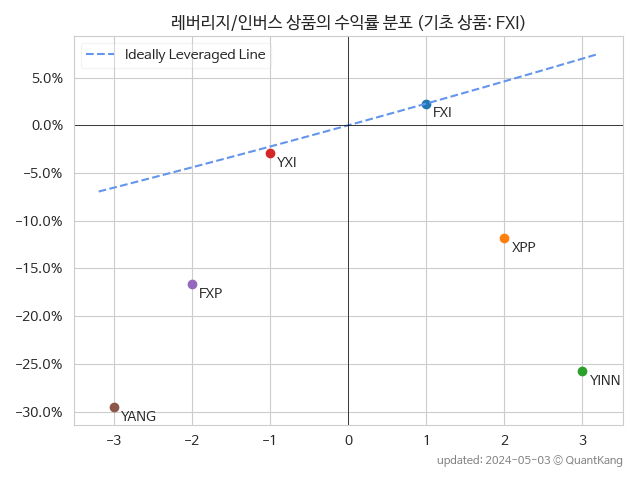 레버리지/인버스 상품의 수익률 분포 (기초 상품: FXI)
Ideally Leveraged Line
5.0%
0.0%
−5.0%
−10.0%
−15.0%
−20.0%
−25.0%
−30.0%
FXI
YXI
XPP
FXP
YINN
YANG
−3 −2 −1 0 1 2 3
updated: 2024-05-03 © QuantKang